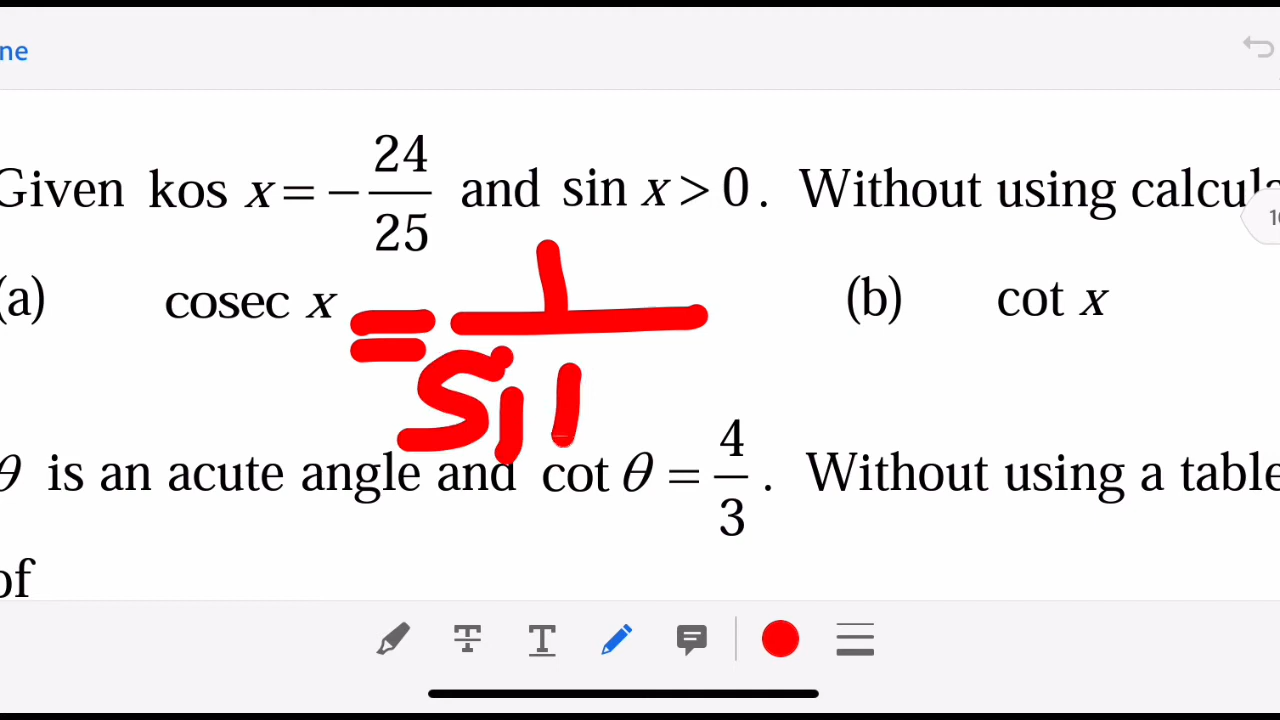 ne
Given kos x = - 24/25 and sin x > 0. Without using calcula
(a) cosec x = 1/Sin (b) cot x
θ is an acute angle and cot θ = 4/3. Without using a table
of